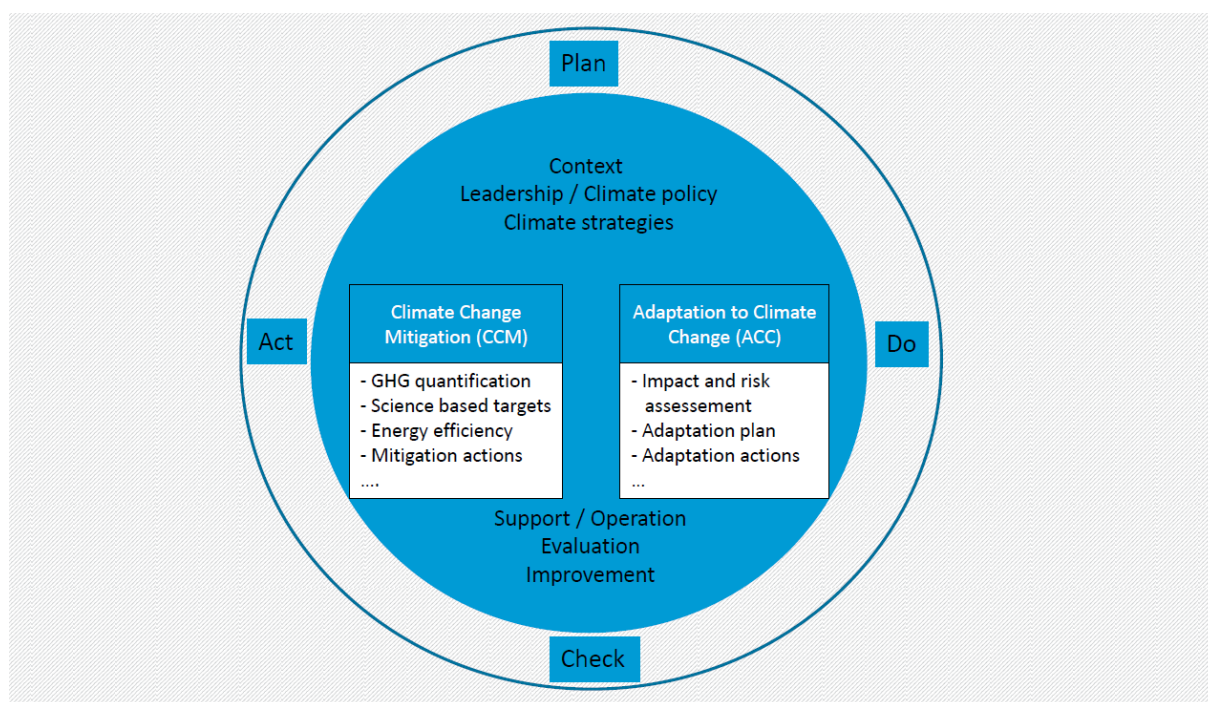 Plan
Context
Leadership / Climate policy
Climate strategies
Act
Climate Change
Mitigation (CCM)
- GHG quantification
- Science based targets
- Energy efficiency
- Mitigation actions
....
Adaptation to Climate
Change (ACC)
- Impact and risk
assessement
- Adaptation plan
- Adaptation actions
...
Do
Support / Operation
Evaluation
Improvement
Check